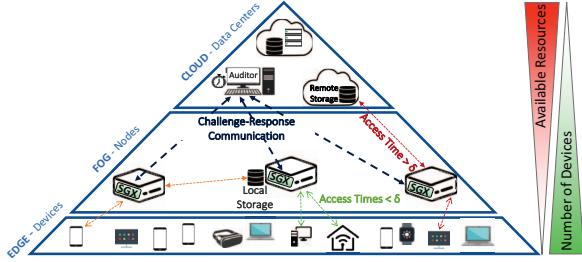 CLOUD - Data Centers
Auditor
Remote
Storage
Challenge-Response
Communication
Access Time > δ
FOG - Nodes
SGX
SGX
SGX
Local
Storage
Access Times < δ
EDGE - Devices
Available Resources
Number of Devices